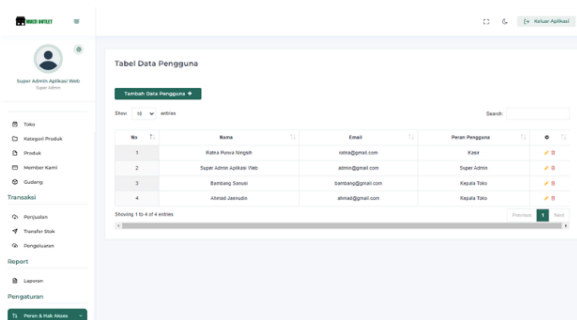 Keluar Aplikasi
Super Admin Aplikasi Web
Super Admin
Toko
Kategori Produk
Produk
Member Kami
Gudang
Transaksi
Penjualan
Transfer Stok
Pengeluaran
Report
Laporan
Pengaturan
Peran & Hak Akses
Tabel Data Pengguna
Tambah Data Pengguna +
Show 10 entries
Search:
No Nama Email Peran Pengguna
1 Ratna Purwa Ningsih ratna@gmail.com Kasir
2 Super Admin Aplikasi Web admin@gmail.com Super Admin
3 Bambang Sanusi bambang@gmail.com Kepala Toko
4 Ahmad Jaenudin ahmad@gmail.com Kepala Toko
Showing 1 to 4 of 4 entries
Previous 1 Next